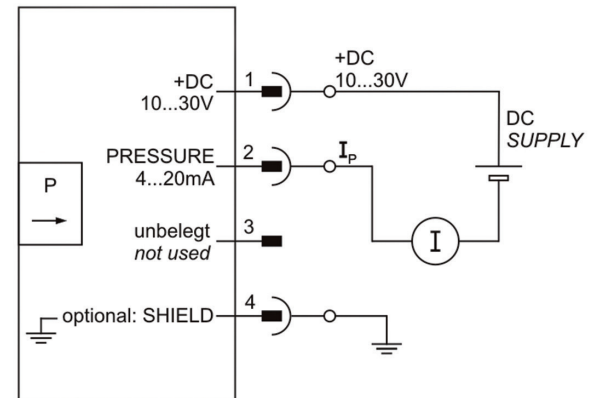 +DC
10...30V
1
+DC
10...30V
DC
SUPPLY
PRESSURE
4...20mA
2
I_P
P
unbelegt
not used
3
I
optional: SHIELD
4